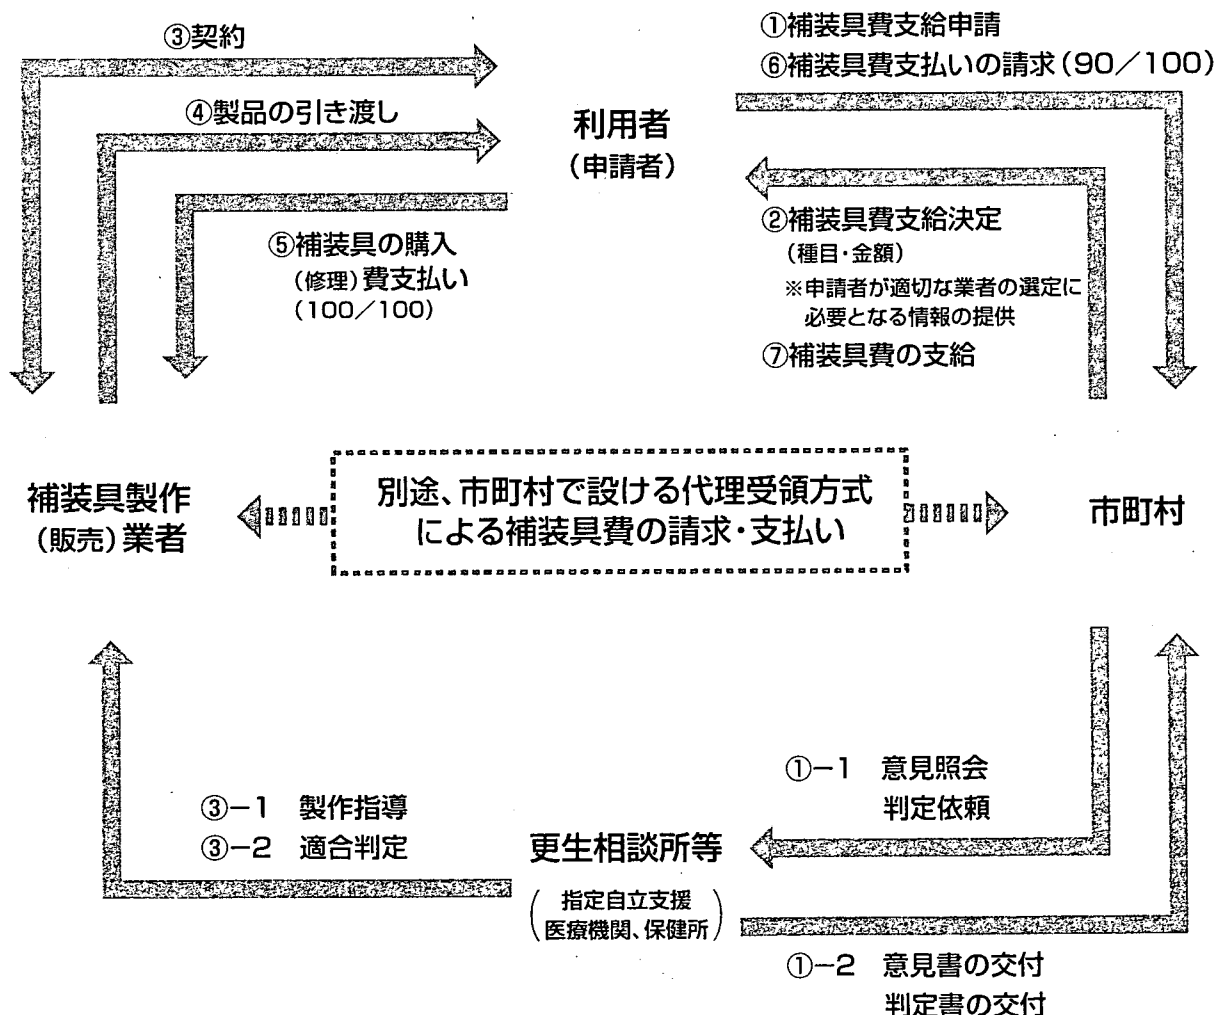 ③契約
①補装具費支給申請
⑥補装具費支払いの請求(90/100)
④製品の引き渡し
利用者
(申請者)
②補装具費支給決定
(種目・金額)
※申請者が適切な業者の選定に
必要となる情報の提供
⑦補装具費の支給
⑤補装具の購入
(修理)費支払い
(100/100)
補装具製作
(販売)業者
別途、市町村で設ける代理受領方式
による補装具費の請求・支払い
市町村
①-1 意見照会
判定依頼
③-1 製作指導
③-2 適合判定
更生相談所等
(指定自立支援
医療機関、保健所)
①-2 意見書の交付
判定書の交付